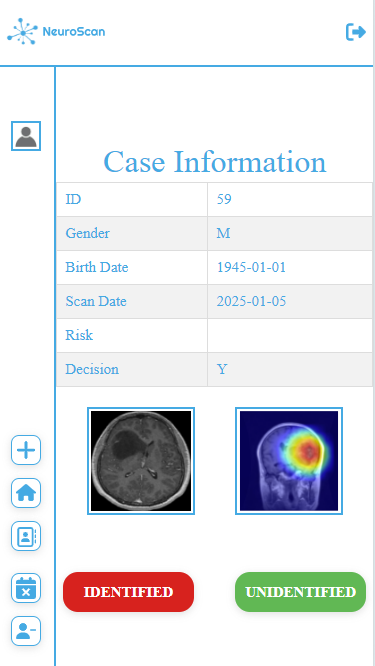 NeuroScan
Case Information
ID 59
Gender M
Birth Date 1945-01-01
Scan Date 2025-01-05
Risk
Decision Y
IDENTIFIED UNIDENTIFIED